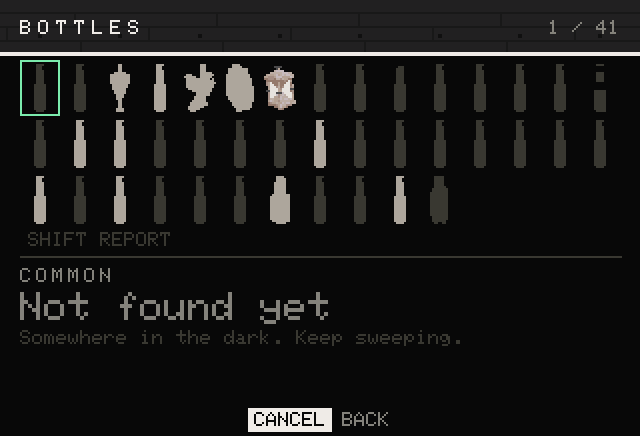 BOTTLES
1 / 41
SHIFT REPORT
COMMON
Not found yet
Somewhere in the dark. Keep sweeping.
CANCEL BACK